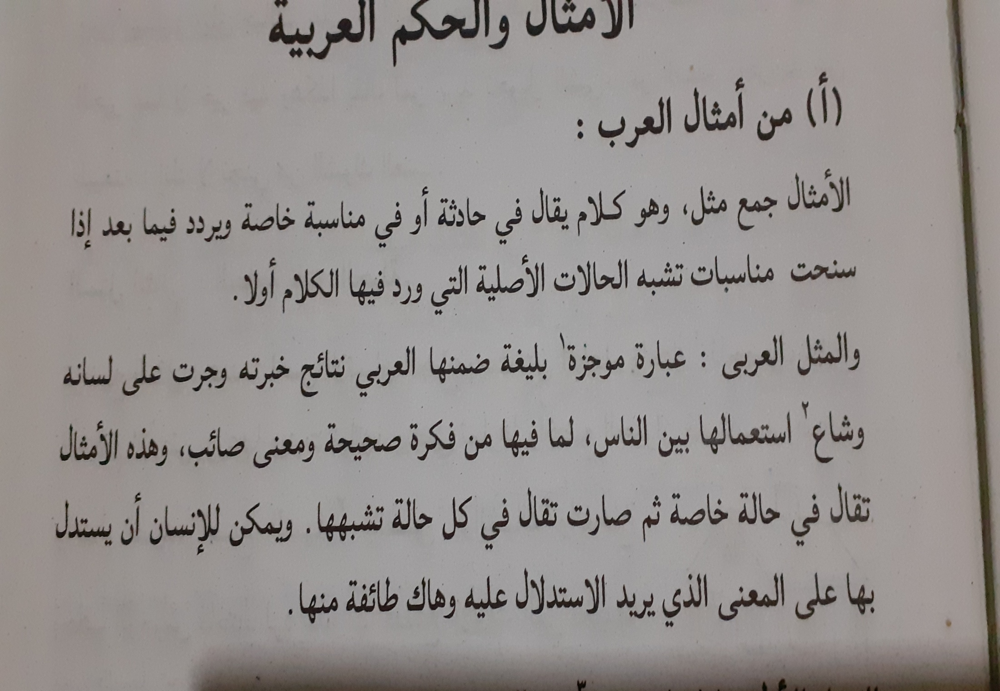 الأمثال والحكم العربية
(أ) من أمثال العرب :
الأمثال جمع مثل، وهو كلام يقال في حادثة أو في مناسبة خاصة ويردد فيما بعد إذا
سنحت مناسبات تشبه الحالات الأصلية التي ورد فيها الكلام أولا.
والمثل العربى : عبارة موجزة١ بليغة ضمنها العربي نتائج خبرته وجرت على لسانه
وشاع٢ استعمالها بين الناس، لما فيها من فكرة صحيحة ومعنى صائب، وهذه الأمثال
تقال في حالة خاصة ثم صارت تقال في كل حالة تشبهها. ويمكن للإنسان أن يستدل
بها على المعنى الذي يريد الاستدلال عليه وهاك طائفة منها.